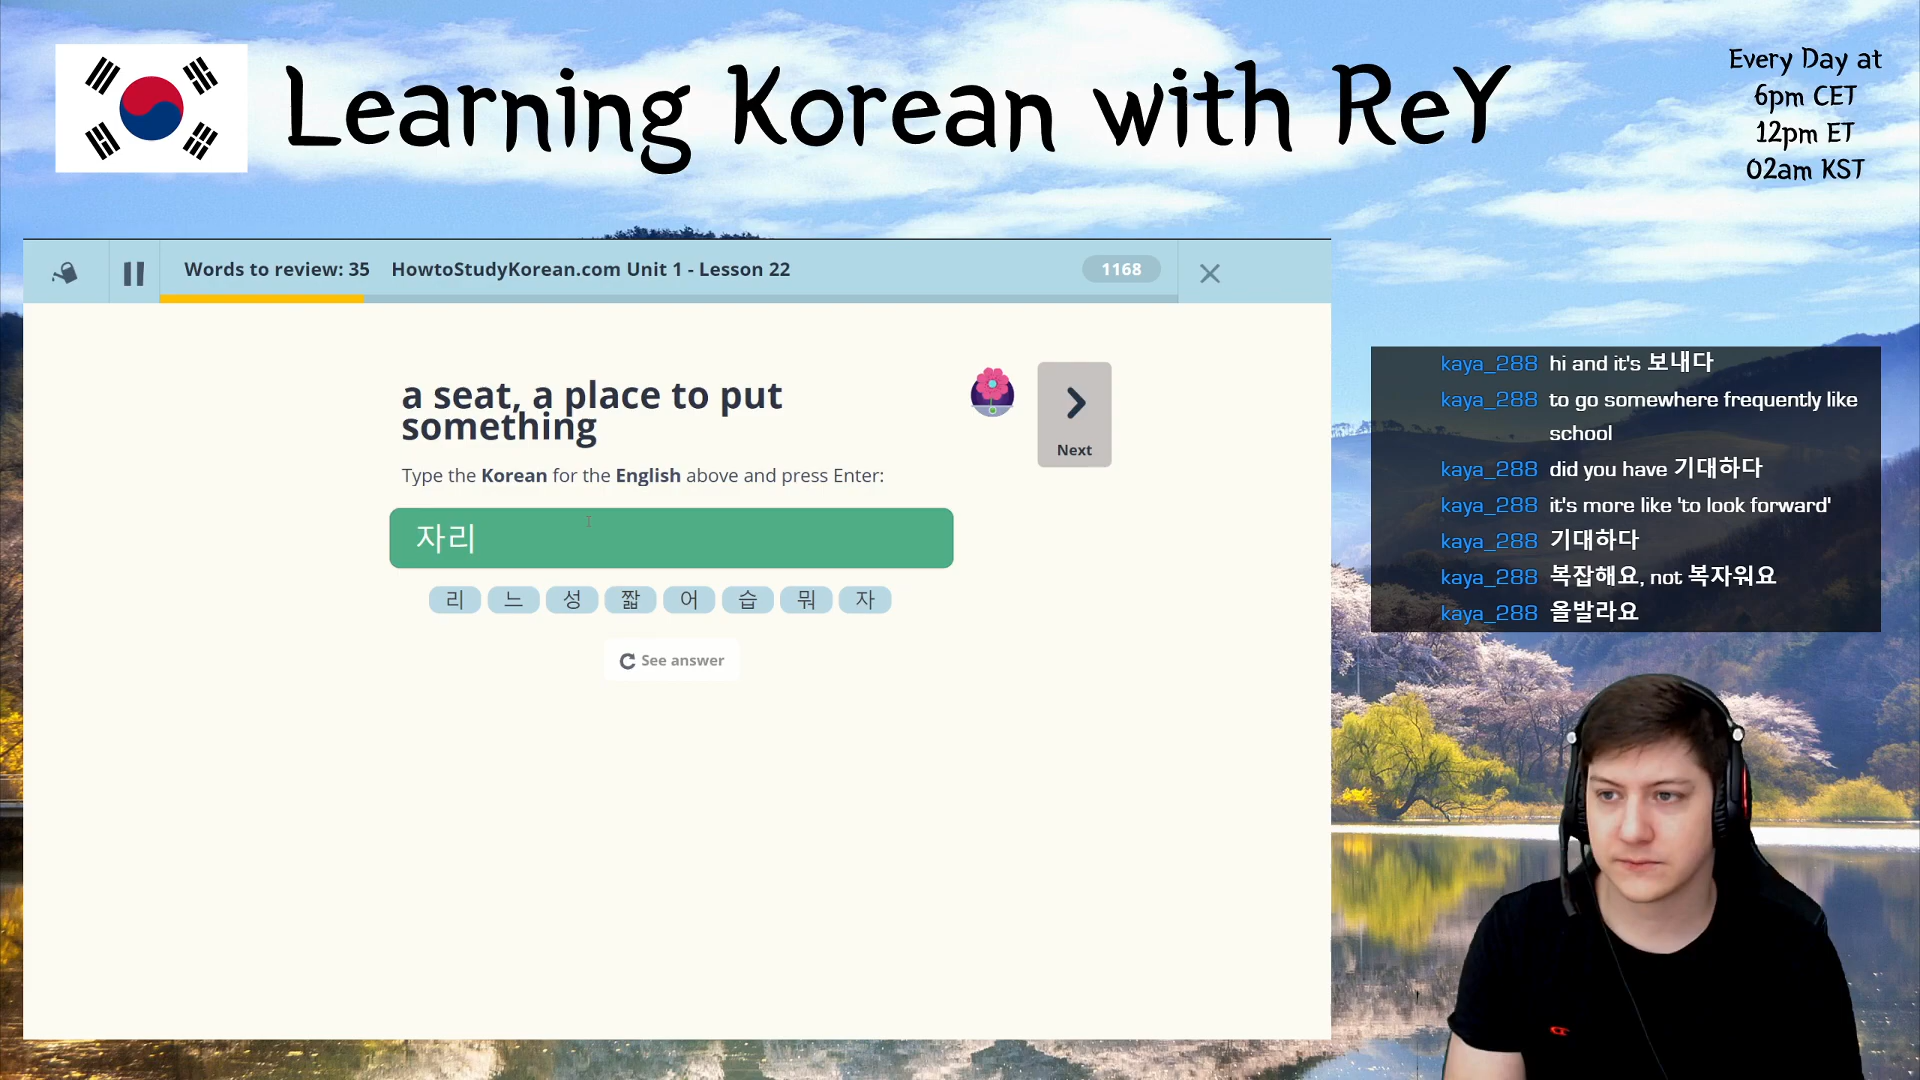 Learning Korean with ReY
Every Day at
6pm CET
12pm ET
02am KST
Words to review: 35 HowtoStudyKorean.com Unit 1 - Lesson 22 1168
a seat, a place to put
something
Type the Korean for the English above and press Enter:
자리
리 느 성 짧 어 습 뭐 자
See answer
Next
kaya_288 hi and it's 보내다
kaya_288 to go somewhere frequently like
school
kaya_288 did you have 기대하다
kaya_288 it's more like 'to look forward'
kaya_288 기대하다
kaya_288 복잡해요, not 복자워요
kaya_288 올발라요